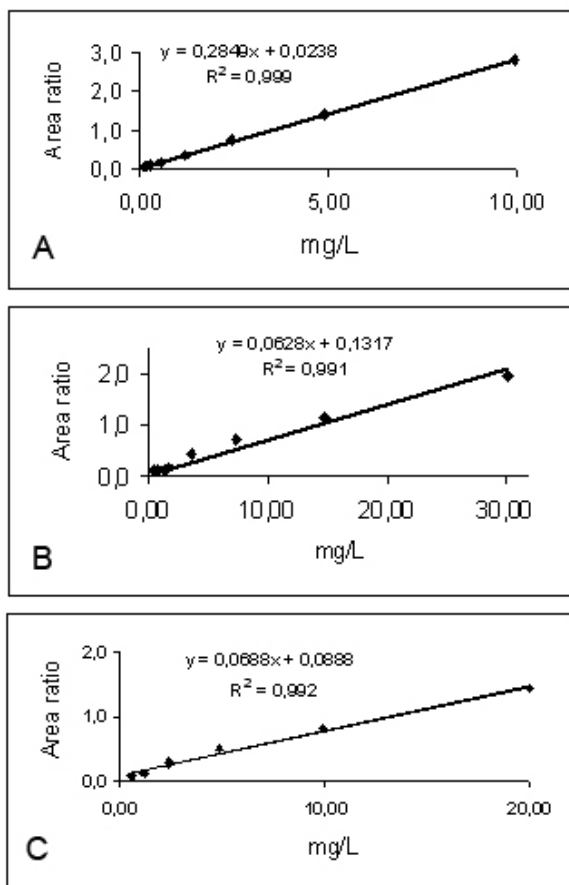 y = 0,2849x + 0,0238
R² = 0,999
3,0
2,0
1,0
0,0
Area ratio
0,00 5,00 10,00
mg/L
A
y = 0,0628x + 0,1317
R² = 0,991
2,0
1,0
0,0
Area ratio
0,00 10,00 20,00 30,00
mg/L
B
y = 0,0688x + 0,0888
R² = 0,992
2,0
1,0
0,0
Area ratio
0,00 10,00 20,00
mg/L
C